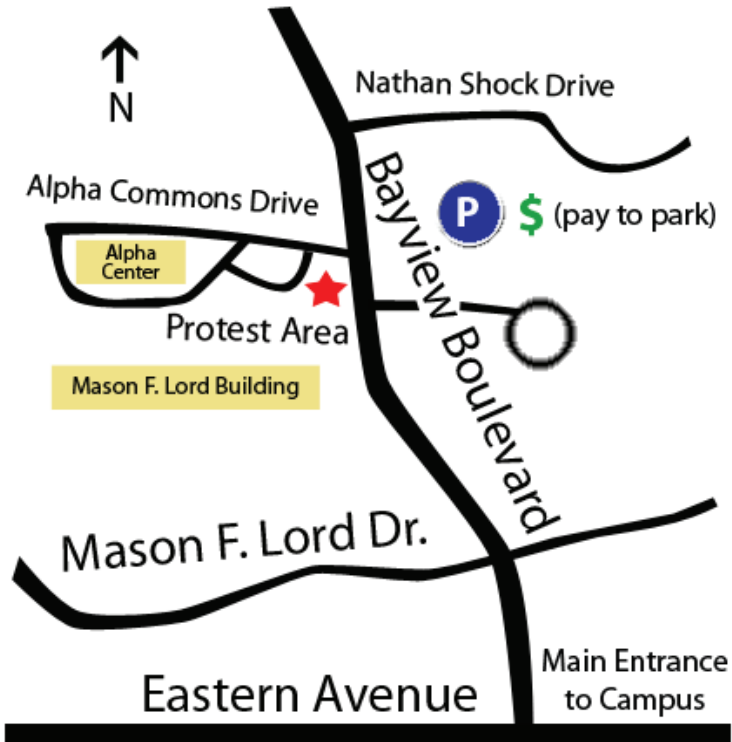 N
Nathan Shock Drive
Alpha Commons Drive
Bayview Boulevard
P $ (pay to park)
Alpha
Center
Protest Area
Mason F. Lord Building
Mason F. Lord Dr.
Main Entrance
to Campus
Eastern Avenue